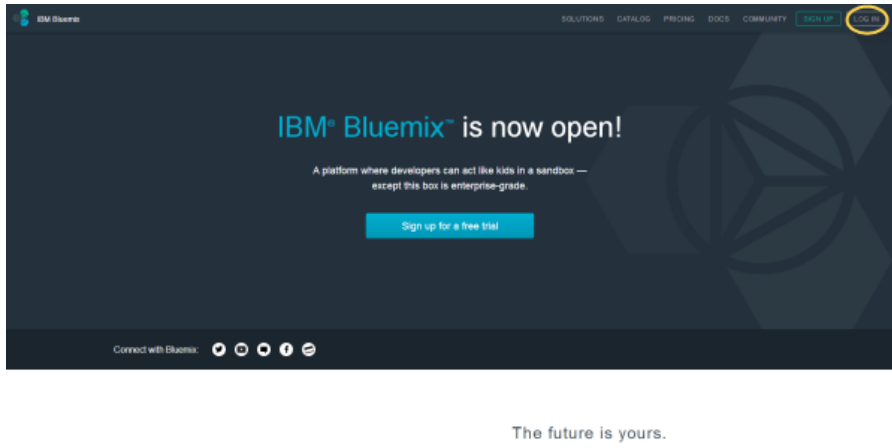 IBM Bluemix
SOLUTIONS CATALOG PRICING DOCS COMMUNITY SIGN UP LOG IN
IBM® Bluemix™ is now open!
A platform where developers can act like kids in a sandbox —
except this box is enterprise-grade.
Sign up for a free trial
Connect with Bluemix:
The future is yours.